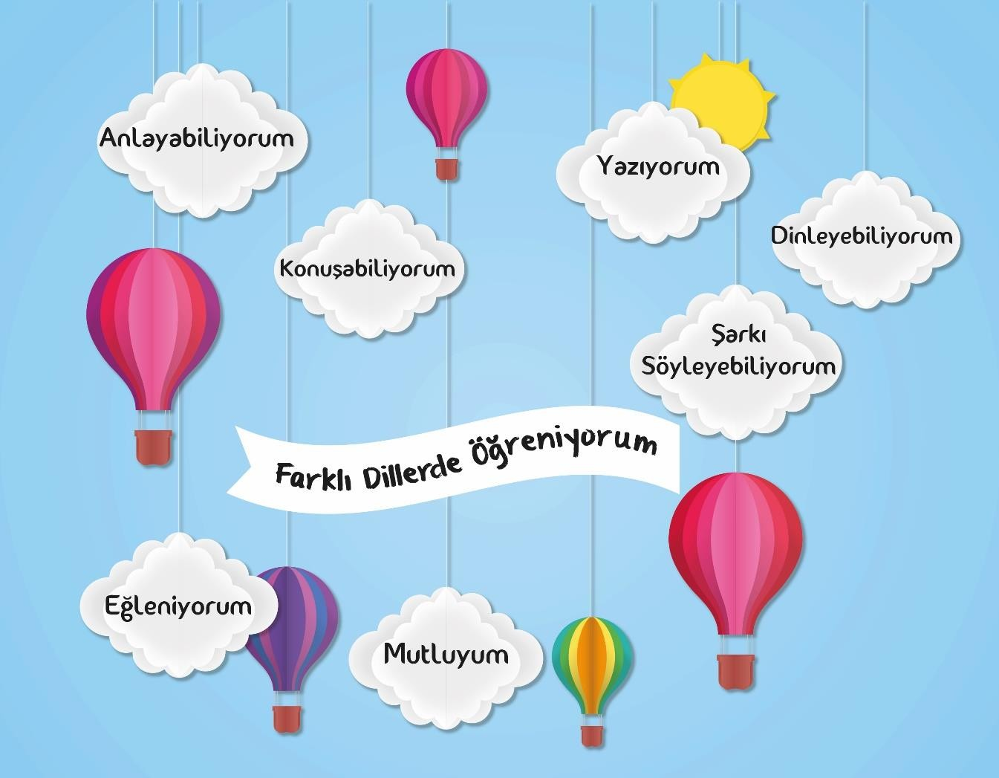 Anlayabiliyorum
Yazıyorum
Dinleyebiliyorum
Konuşabiliyorum
Şarkı
Söyleyebiliyorum
Farklı Dillerde Öğreniyorum
Eğleniyorum
Mutluyum